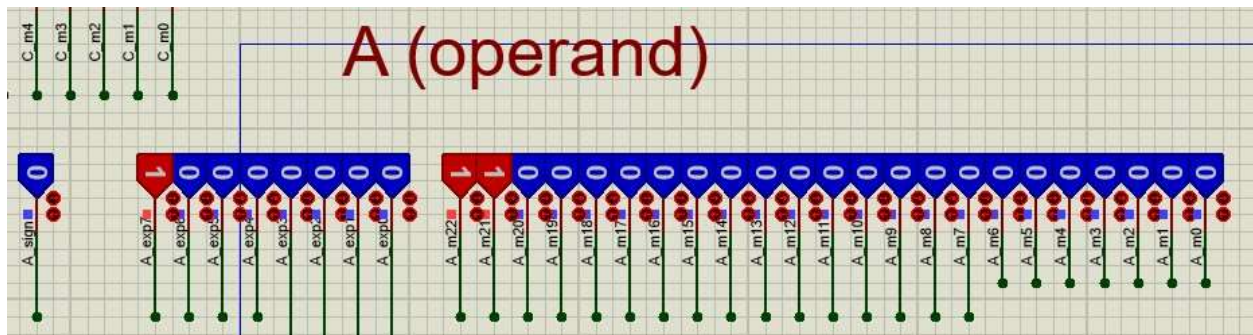 C_m4 C_m3 C_m2 C_m1 C_m0
A (operand)
0 1 0 0 0 0 0 0 0 1 1 0 0 0 0 0 0 0 0 0 0 0 0 0 0 0 0 0 0 0 0 0
A_sign A_exp7 A_m22 A_m21 A_m20 A_m19 A_m18 A_m17 A_m16 A_m15 A_m14 A_m13 A_m12 A_m11 A_m10 A_m9 A_m8 A_m7 A_m6 A_m5 A_m4 A_m3 A_m2 A_m1 A_m0